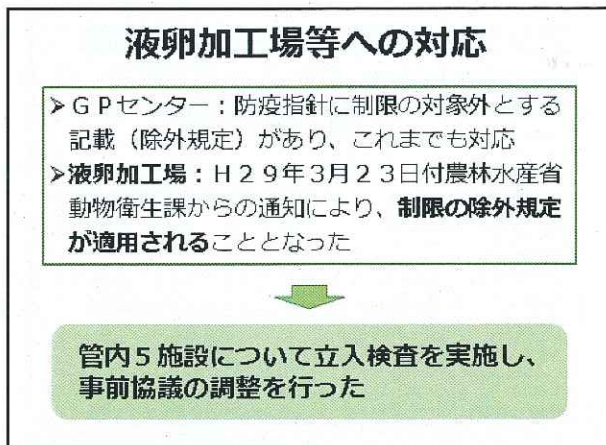 液卵加工場等への対応
➢ＧＰセンター：防疫指針に制限の対象外とする
記載（除外規定）があり、これまでも対応
➢液卵加工場：Ｈ２９年３月２３日付農林水産省
動物衛生課からの通知により、制限の除外規定
が適用されることとなった
管内５施設について立入検査を実施し、
事前協議の調整を行った